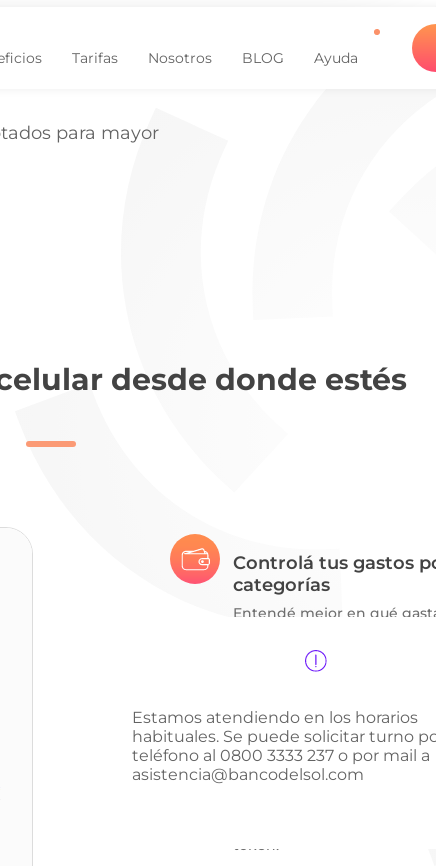 eficios Tarifas Nosotros BLOG Ayuda
tados para mayor
celular desde donde estés
Controlá tus gastos po
categorías
Entendé mejor en qué gasta
Estamos atendiendo en los horarios
habituales. Se puede solicitar turno po
teléfono al 0800 3333 237 o por mail a
asistencia@bancodelsol.com